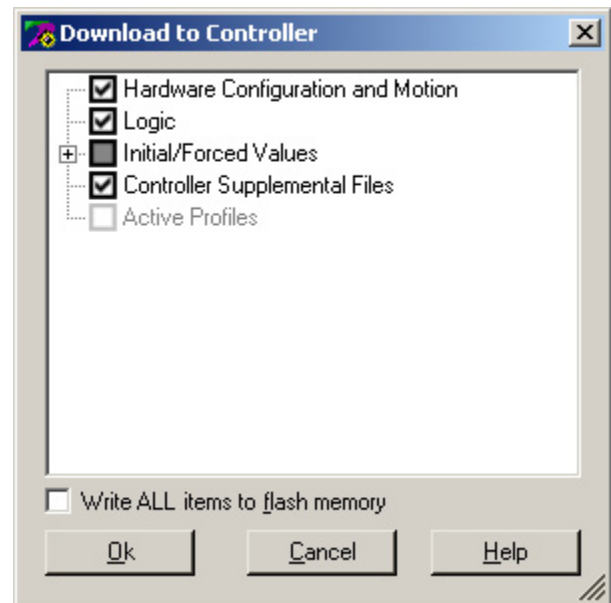 Download to Controller
Hardware Configuration and Motion
Logic
Initial/Forced Values
Controller Supplemental Files
Active Profiles
Write ALL items to flash memory
Ok Cancel Help